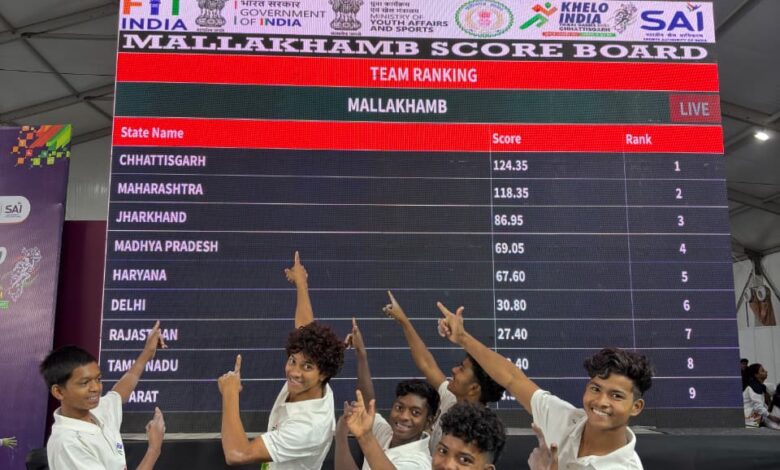 FIT INDIA
भारत सरकार
GOVERNMENT OF INDIA
MINISTRY OF YOUTH AFFAIRS AND SPORTS
KHELO INDIA
CHHATTISGARH
SAI
MALLAKHAMB SCORE BOARD
TEAM RANKING
MALLAKHAMB LIVE
State Name Score Rank
CHHATTISGARH 124.35 1
MAHARASHTRA 118.35 2
JHARKHAND 86.95 3
MADHYA PRADESH 69.05 4
HARYANA 67.60 5
DELHI 30.80 6
RAJASTHAN 27.40 7
NADU 8
9
SAI